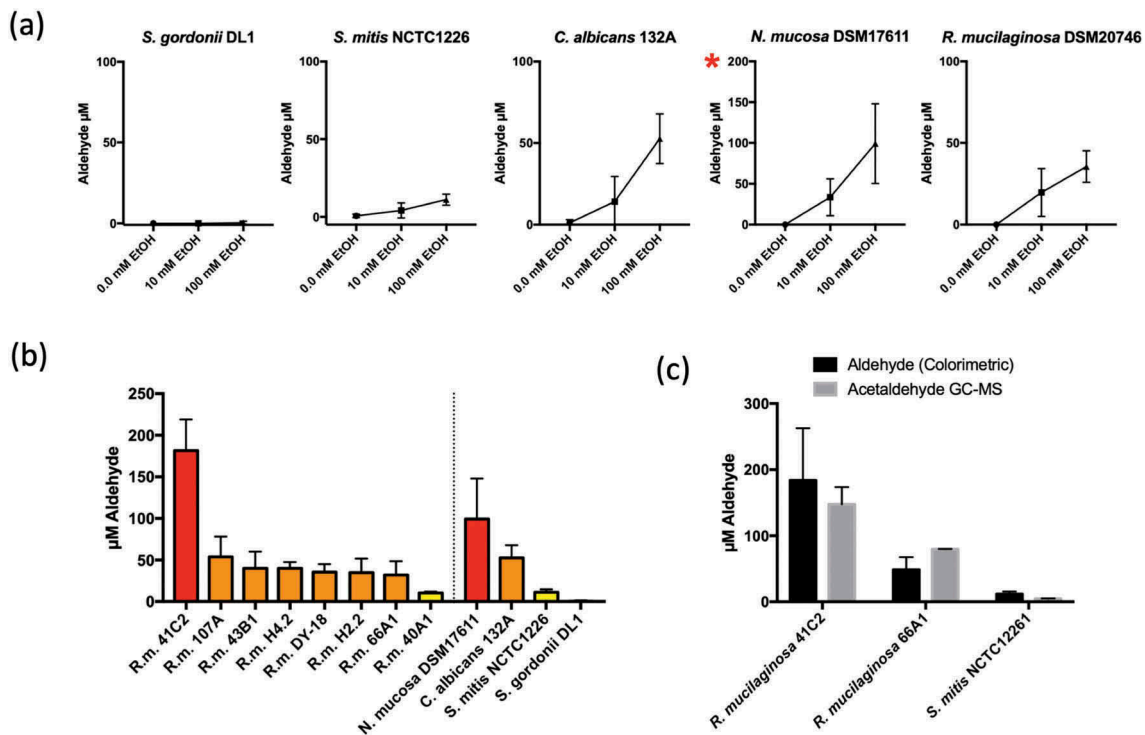 (a)
S. gordonii DL1
S. mitis NCTC1226
C. albicans 132A
N. mucosa DSM17611
R. mucilaginosa DSM20746
Aldehyde µM
100
50
0
0.0 mM EtOH
10 mM EtOH
100 mM EtOH
Aldehyde µM
100
50
0
0.0 mM EtOH
10 mM EtOH
100 mM EtOH
Aldehyde µM
100
50
0
0.0 mM EtOH
10 mM EtOH
100 mM EtOH
*
Aldehyde µM
200
150
100
50
0
0.0 mM EtOH
10 mM EtOH
100 mM EtOH
Aldehyde µM
100
50
0
0.0 mM EtOH
10 mM EtOH
100 mM EtOH
(b)
µM Aldehyde
250
200
150
100
50
0
R.m. 41C2
R.m. 107A
R.m. 43B1
R.m. H4.2
R.m. DY-18
R.m. H2.2
R.m. 66A1
R.m. 40A1
N. mucosa DSM17611
C. albicans 132A
S. mitis NCTC1226
S. gordonii DL1
(c)
Aldehyde (Colorimetric)
Acetaldehyde GC-MS
µM Aldehyde
300
200
100
0
R. mucilaginosa 41C2
R. mucilaginosa 66A1
S. mitis NCTC12261